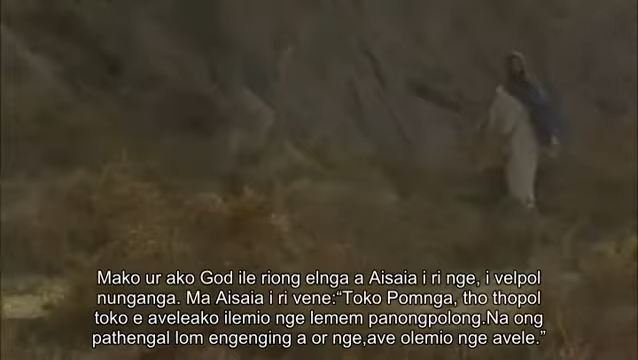 Mako ur ako God ile riong elnga a Aisaia i ri nge, i velpol
nunganga. Ma Aisaia i ri vene:“Toko Pomnga, tho thopol
toko e aveleako ilemio nge lemem panongpolong.Na ong
pathengal lom engenging a or nge,ave olemio nge avele.”